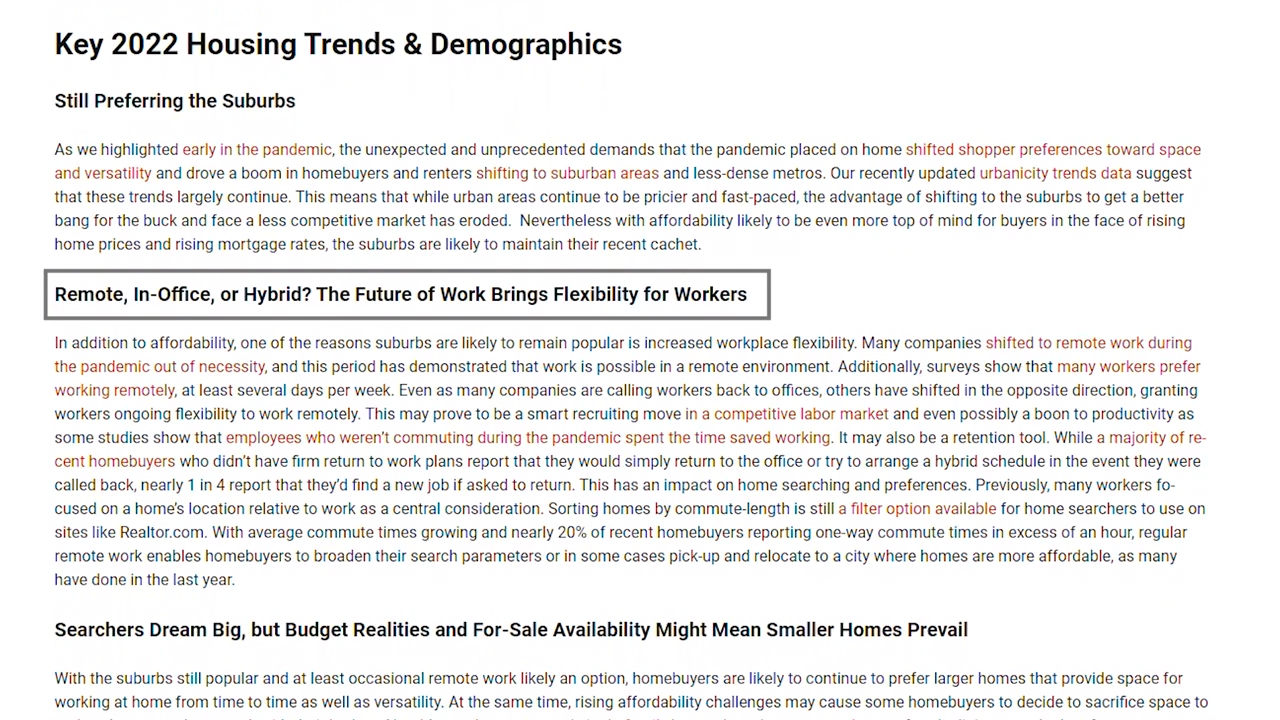 Key 2022 Housing Trends & Demographics
Still Preferring the Suburbs
As we highlighted early in the pandemic, the unexpected and unprecedented demands that the pandemic placed on home shifted shopper preferences toward space
and versatility and drove a boom in homebuyers and renters shifting to suburban areas and less-dense metros. Our recently updated urbanicity trends data suggest
that these trends largely continue. This means that while urban areas continue to be pricier and fast-paced, the advantage of shifting to the suburbs to get a better
bang for the buck and face a less competitive market has eroded.  Nevertheless with affordability likely to be even more top of mind for buyers in the face of rising
home prices and rising mortgage rates, the suburbs are likely to maintain their recent cachet.
Remote, In-Office, or Hybrid? The Future of Work Brings Flexibility for Workers
In addition to affordability, one of the reasons suburbs are likely to remain popular is increased workplace flexibility. Many companies shifted to remote work during
the pandemic out of necessity, and this period has demonstrated that work is possible in a remote environment. Additionally, surveys show that many workers prefer
working remotely, at least several days per week. Even as many companies are calling workers back to offices, others have shifted in the opposite direction, granting
workers ongoing flexibility to work remotely. This may prove to be a smart recruiting move in a competitive labor market and even possibly a boon to productivity as
some studies show that employees who weren't commuting during the pandemic spent the time saved working. It may also be a retention tool. While a majority of re-
cent homebuyers who didn't have firm return to work plans report that they would simply return to the office or try to arrange a hybrid schedule in the event they were
called back, nearly 1 in 4 report that they'd find a new job if asked to return. This has an impact on home searching and preferences. Previously, many workers fo-
cused on a home's location relative to work as a central consideration. Sorting homes by commute-length is still a filter option available for home searchers to use on
sites like Realtor.com. With average commute times growing and nearly 20% of recent homebuyers reporting one-way commute times in excess of an hour, regular
remote work enables homebuyers to broaden their search parameters or in some cases pick-up and relocate to a city where homes are more affordable, as many
have done in the last year.
Searchers Dream Big, but Budget Realities and For-Sale Availability Might Mean Smaller Homes Prevail
With the suburbs still popular and at least occasional remote work likely an option, homebuyers are likely to continue to prefer larger homes that provide space for
working at home from time to time as well as versatility. At the same time, rising affordability challenges may cause some homebuyers to decide to sacrifice space to